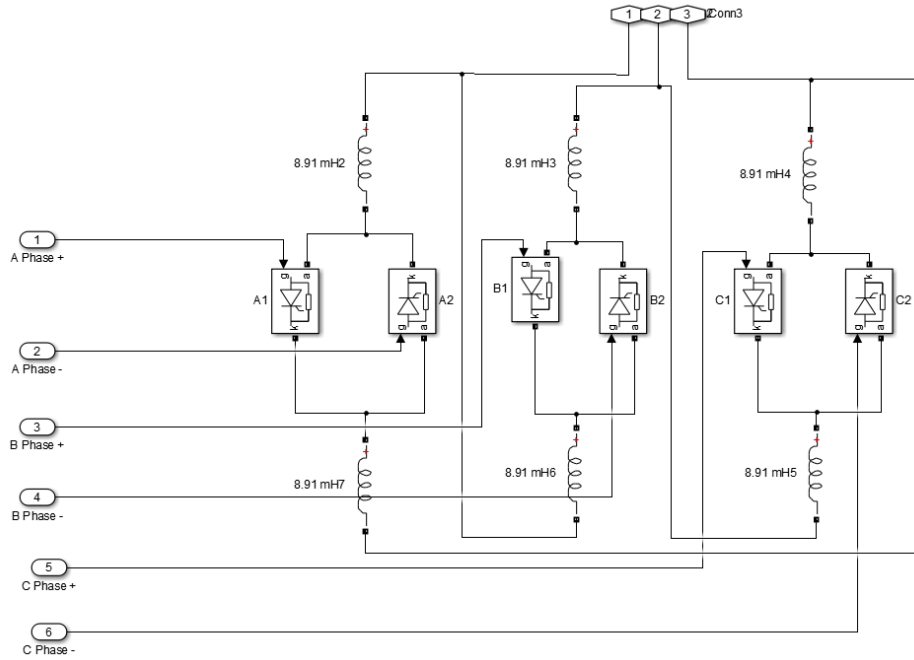 1 2 3 Conn3
8.91 mH2
8.91 mH3
8.91 mH4
1
A Phase +
g a
A1
k
k
A2
g a
g a
B1
k
k
B2
g a
g a
C1
k
k
C2
g a
2
A Phase -
3
B Phase +
8.91 mH7
8.91 mH6
8.91 mH5
4
B Phase -
5
C Phase +
6
C Phase -